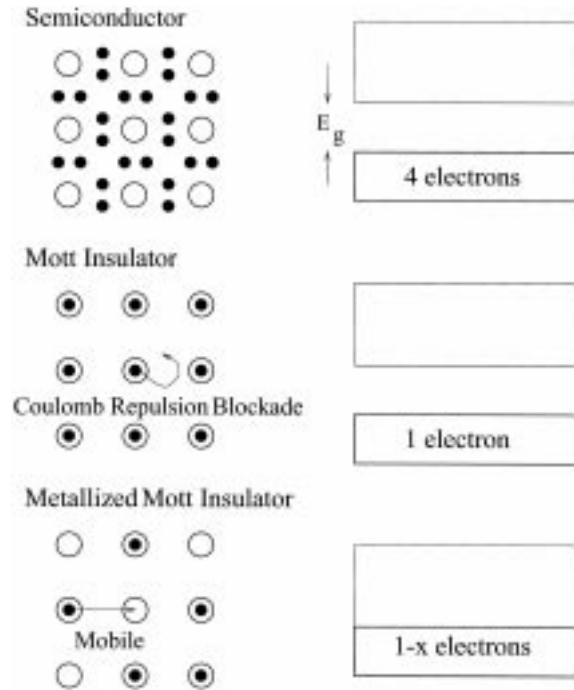 Semiconductor
E g
4 electrons
Mott Insulator
Coulomb Repulsion Blockade
1 electron
Metallized Mott Insulator
Mobile
1-x electrons